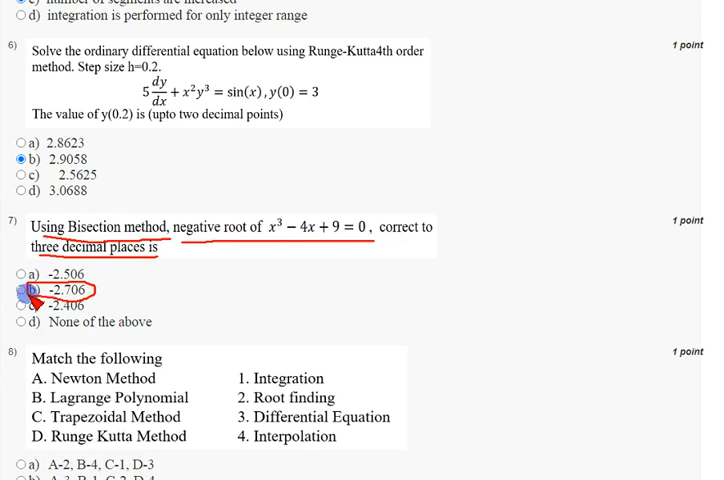 c) number of segments are increased
d) integration is performed for only integer range
6) Solve the ordinary differential equation below using Runge-Kutta4th order 1 point
method. Step size h=0.2.
5 dy/dx + x²y³ = sin(x), y(0) = 3
The value of y(0.2) is (upto two decimal points)
a) 2.8623
b) 2.9058
c) 2.5625
d) 3.0688
7) Using Bisection method, negative root of x³ − 4x + 9 = 0, correct to 1 point
three decimal places is
a) -2.506
b) -2.706
c) -2.406
d) None of the above
8) Match the following 1 point
A. Newton Method 1. Integration
B. Lagrange Polynomial 2. Root finding
C. Trapezoidal Method 3. Differential Equation
D. Runge Kutta Method 4. Interpolation
a) A-2, B-4, C-1, D-3